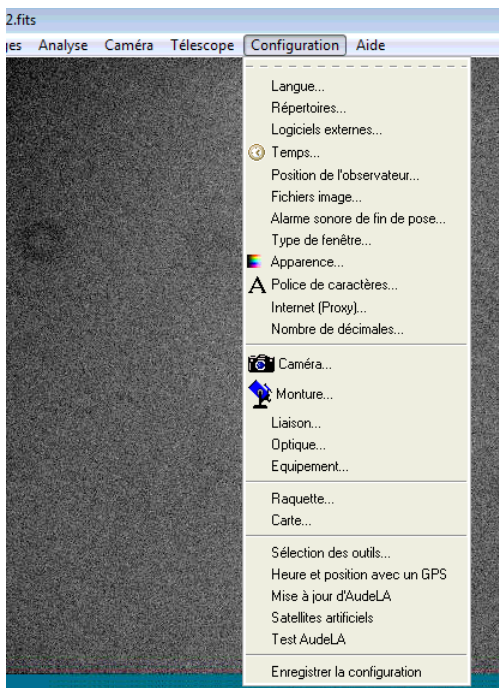 2.fits
ges Analyse Caméra Télescope Configuration Aide
Langue...
Répertoires...
Logiciels externes...
Temps...
Position de l'observateur...
Fichiers image...
Alarme sonore de fin de pose...
Type de fenêtre...
Apparence...
A Police de caractères...
Internet (Proxy)...
Nombre de décimales...
Caméra...
Monture...
Liaison...
Optique...
Equipement...
Raquette...
Carte...
Sélection des outils...
Heure et position avec un GPS
Mise à jour d'AudeLA
Satellites artificiels
Test AudeLA
Enregistrer la configuration